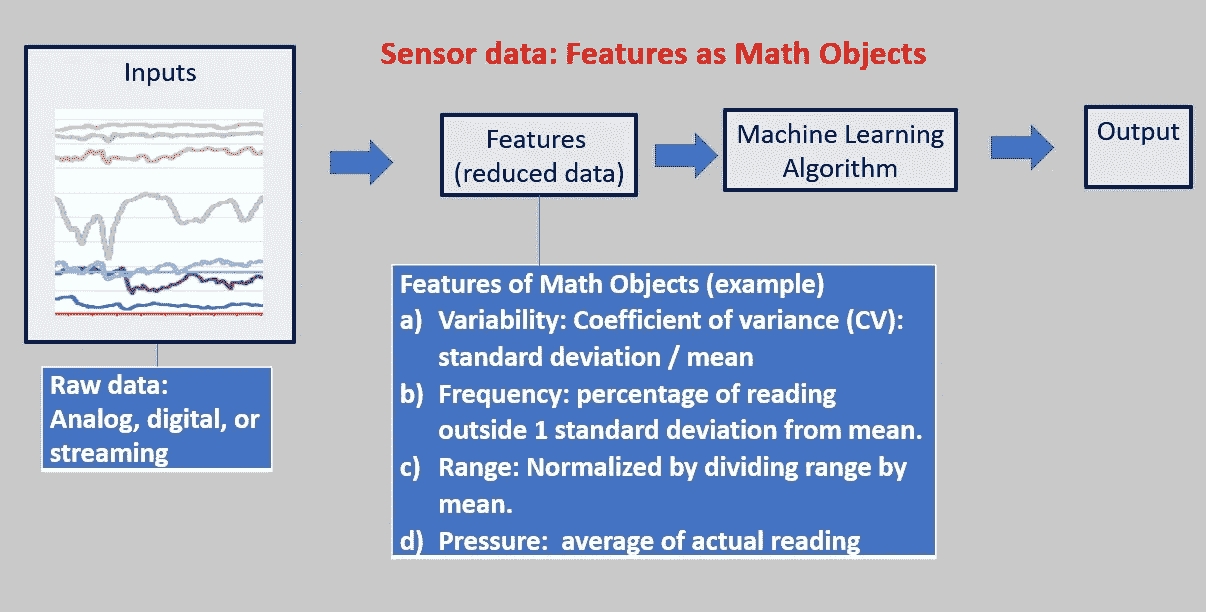 Sensor data: Features as Math Objects
Inputs
Features
(reduced data)
Machine Learning
Algorithm
Output
Raw data:
Analog, digital, or
streaming
Features of Math Objects (example)
a) Variability: Coefficient of variance (CV):
standard deviation / mean
b) Frequency: percentage of reading
outside 1 standard deviation from mean.
c) Range: Normalized by dividing range by
mean.
d) Pressure: average of actual reading